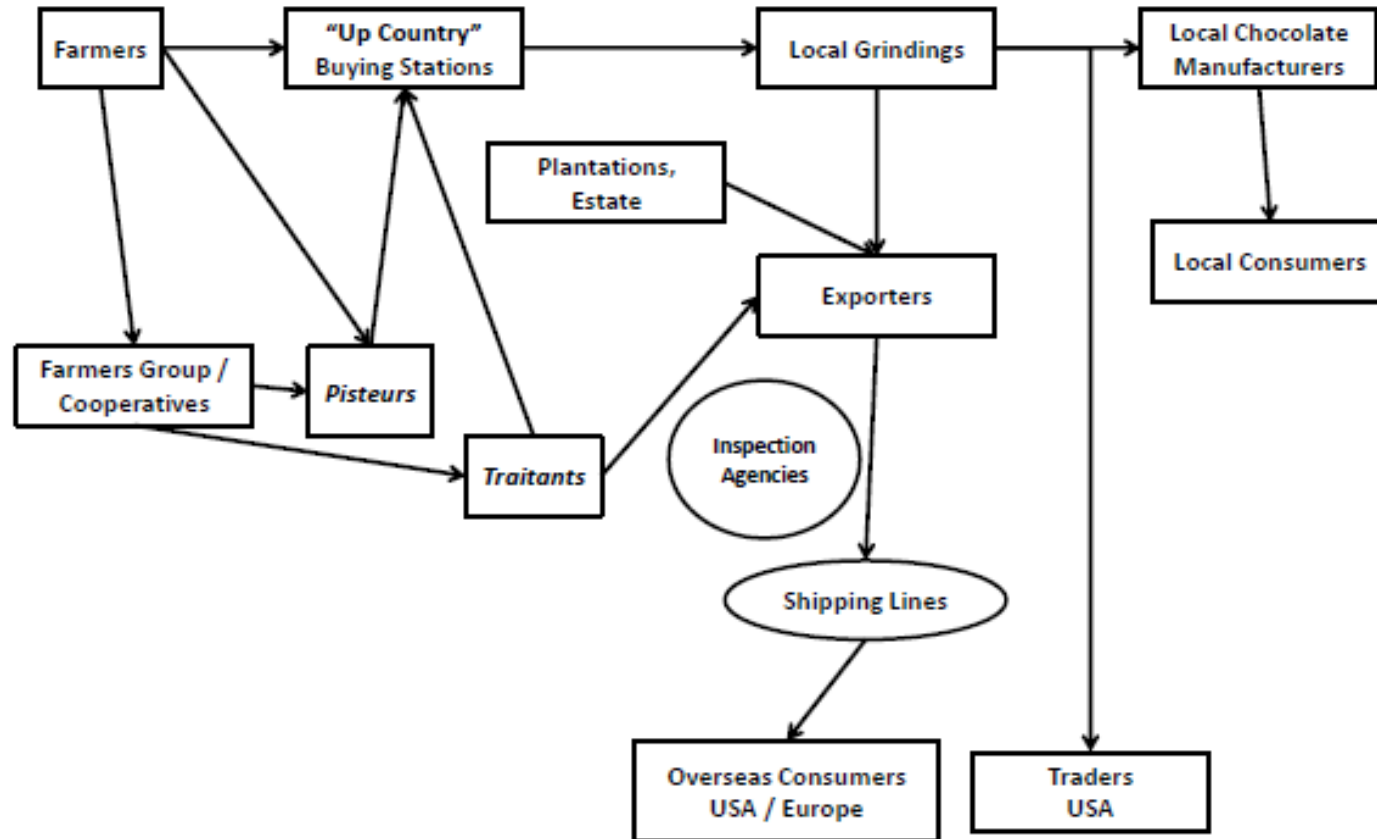 Farmers
“Up Country”
Buying Stations
Local Grindings
Local Chocolate
Manufacturers
Plantations,
Estate
Local Consumers
Exporters
Farmers Group /
Cooperatives
Pisteurs
Traitants
Inspection
Agencies
Shipping Lines
Overseas Consumers
USA / Europe
Traders
USA